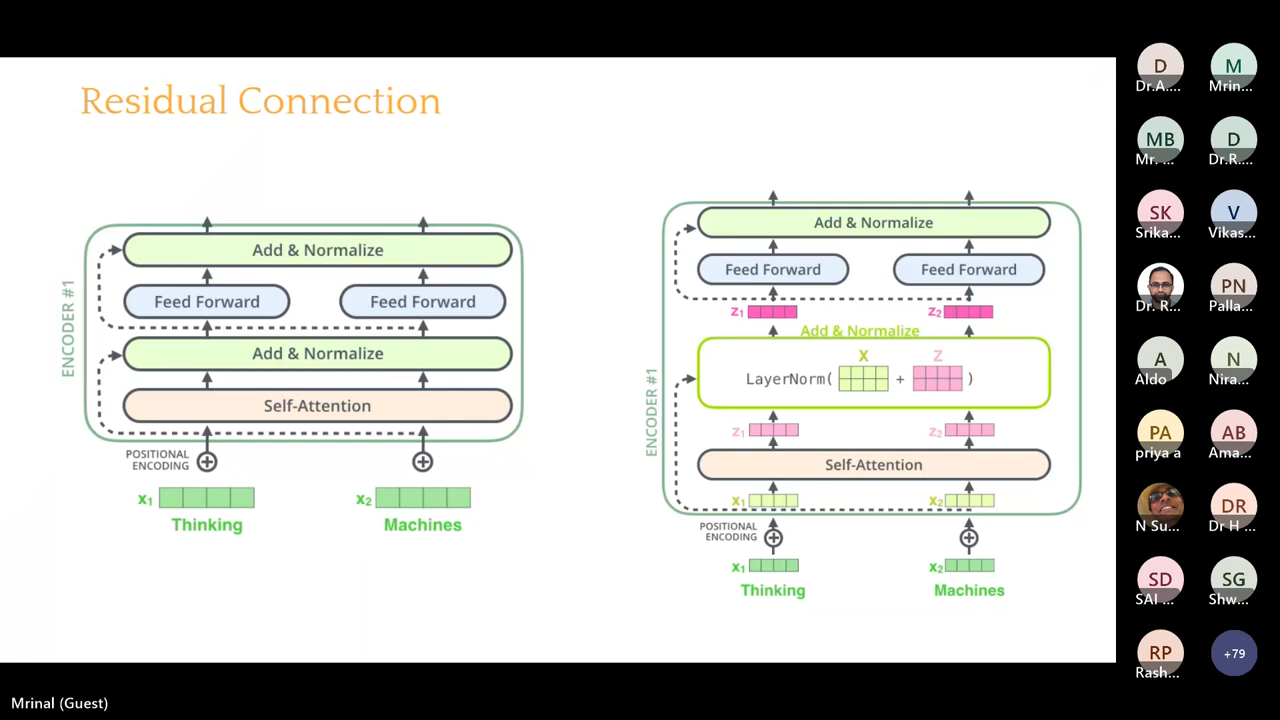 Residual Connection
Add & Normalize
Feed Forward
Feed Forward
Add & Normalize
Self-Attention
ENCODER #1
POSITIONAL
ENCODING
x1
x2
Thinking
Machines
Add & Normalize
Feed Forward
Feed Forward
z1
z2
Add & Normalize
X
Z
LayerNorm( + )
z1
z2
ENCODER #1
Self-Attention
x1
x2
POSITIONAL
ENCODING
x1
x2
Thinking
Machines
D
M
Dr.A....
Mrin...
MB
D
Mr. ...
Dr.R....
SK
V
Srika...
Vikas...
PN
Dr. R...
Palla...
A
N
Aldo
Nira...
PA
AB
priya a
Ama...
DR
N Su...
Dr H ...
SD
SG
SAI ...
Shw...
RP
+79
Rash...
Mrinal (Guest)